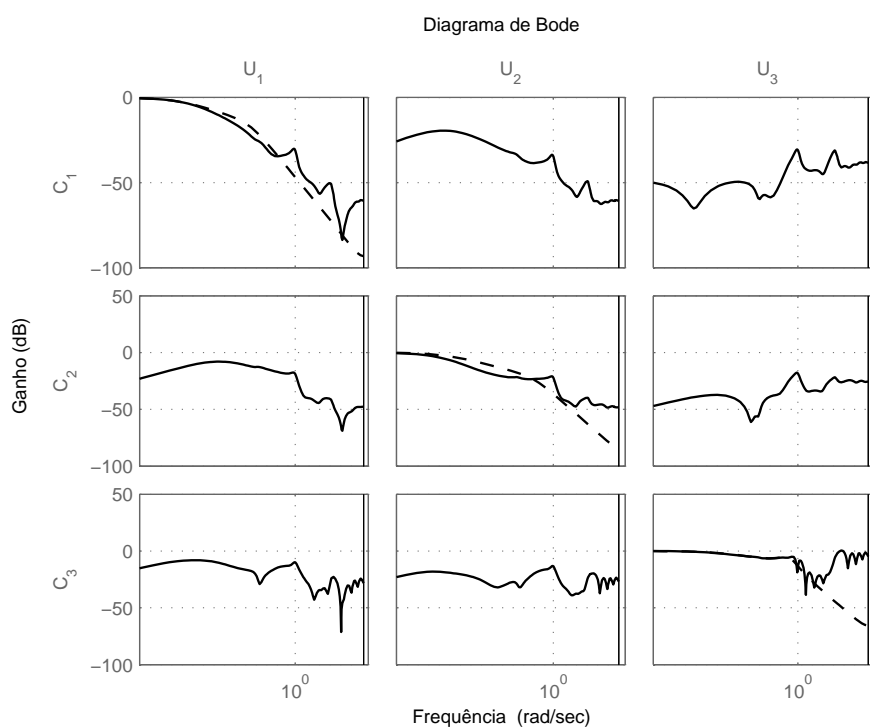 Diagrama de Bode
U1 U2 U3
C1
0
−50
−100
Ganho (dB)
C2
50
0
−50
−100
C3
50
0
−50
−100
10^0 10^0 10^0
Frequência (rad/sec)